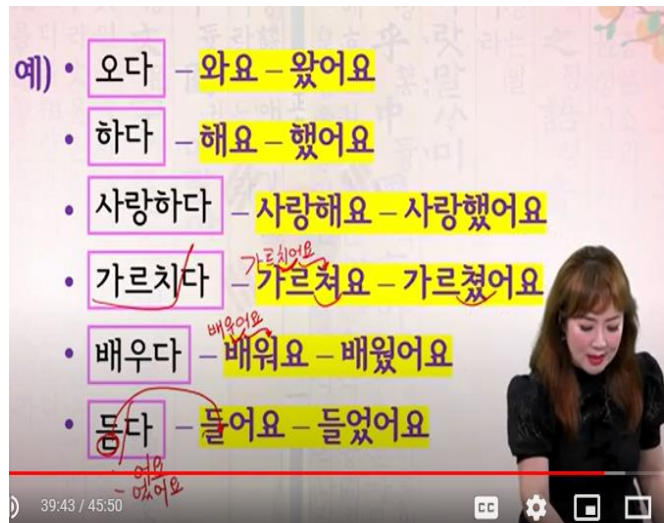 예) • 오다 – 와요 – 왔어요
• 하다 – 해요 – 했어요
• 사랑하다 – 사랑해요 – 사랑했어요
가르치어요
• 가르치다 – 가르쳐요 – 가르쳤어요
배우어요
• 배우다 – 배워요 – 배웠어요
• 듣다 – 들어요 – 들었어요
- 어요
- 었어요
39:43 / 45:50
CC